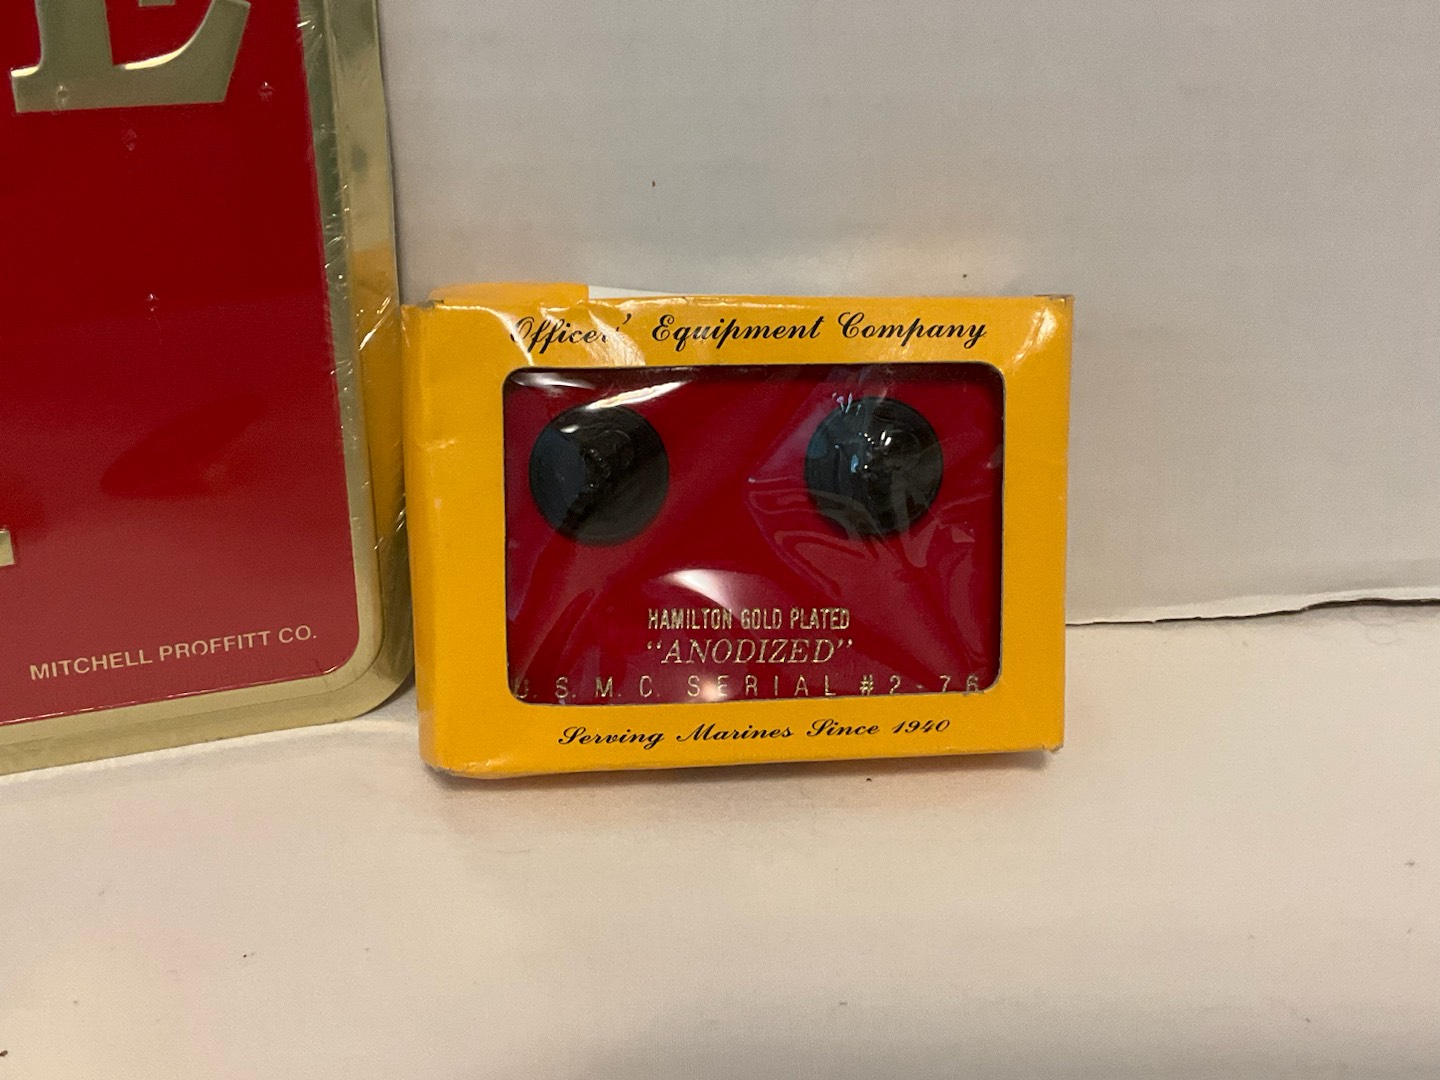 E
MITCHELL PROFFITT CO.
Officers' Equipment Company
HAMILTON GOLD PLATED
"ANODIZED"
U. S. M. C. SERIAL #2-76
Serving Marines Since 1940